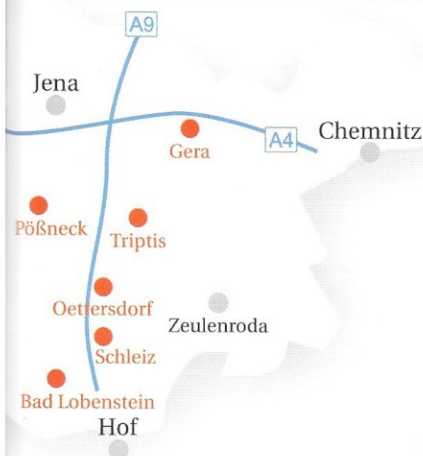 A9
Jena
Chemnitz
A4
Gera
Pößneck
Triptis
Oettersdorf
Zeulenroda
Schleiz
Bad Lobenstein
Hof